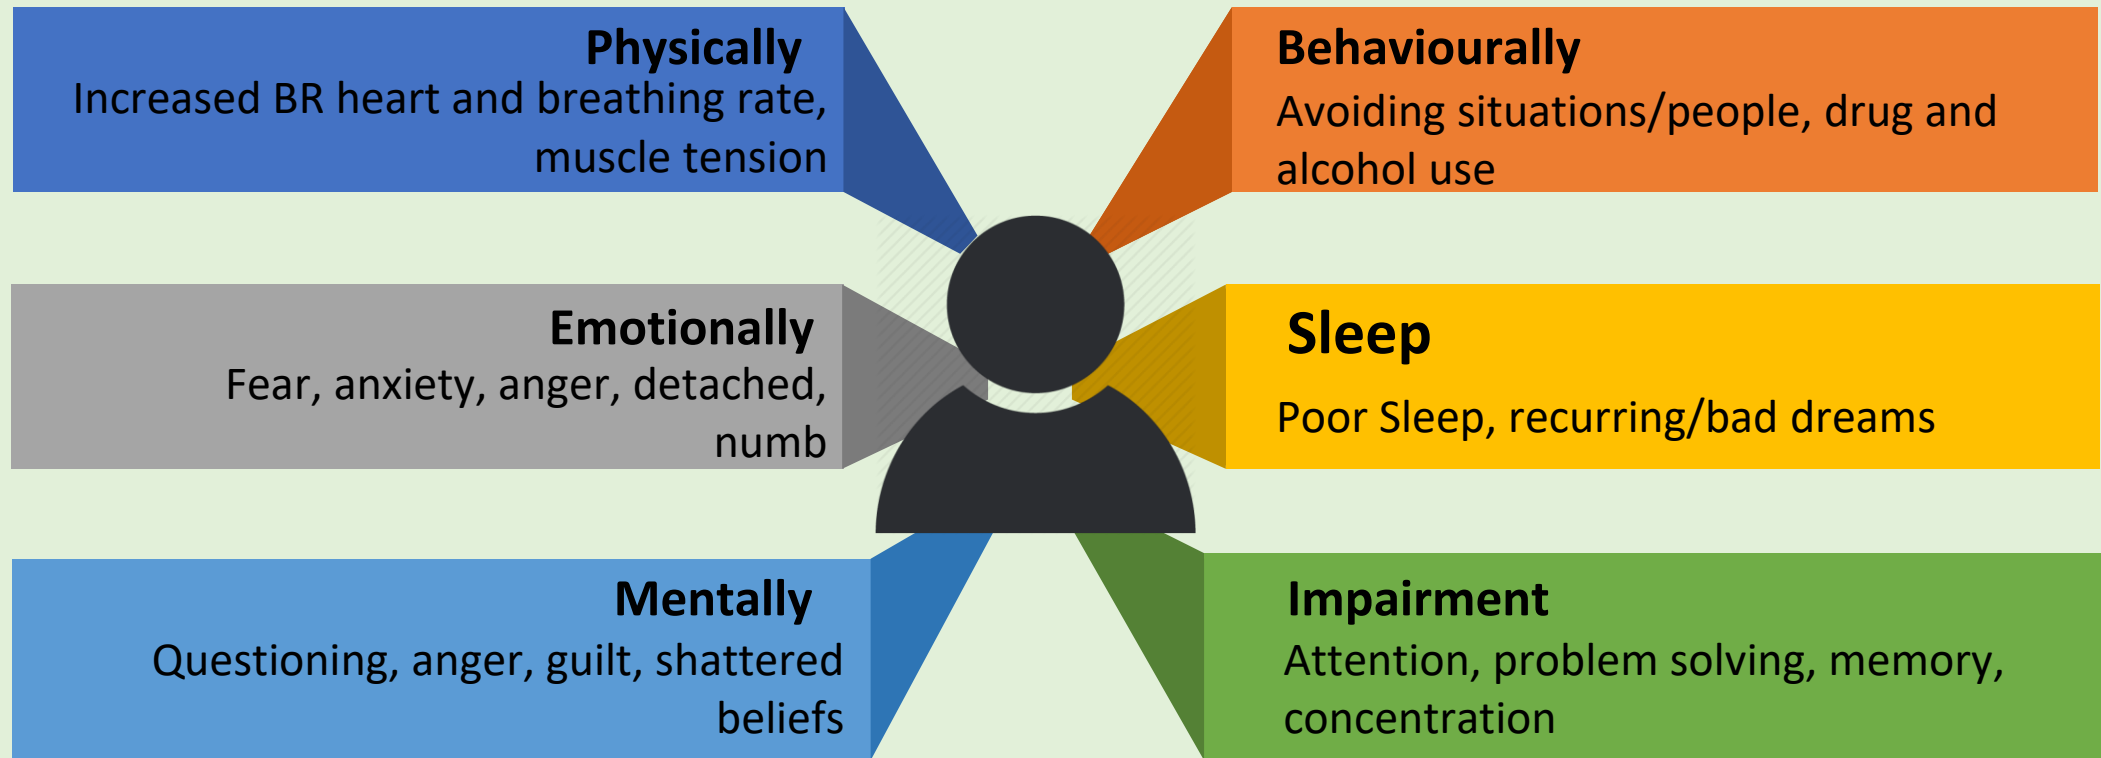 Physically
Increased BR heart and breathing rate,
muscle tension
Emotionally
Fear, anxiety, anger, detached,
numb
Mentally
Questioning, anger, guilt, shattered
beliefs
Behaviourally
Avoiding situations/people, drug and
alcohol use
Sleep
Poor Sleep, recurring/bad dreams
Impairment
Attention, problem solving, memory,
concentration